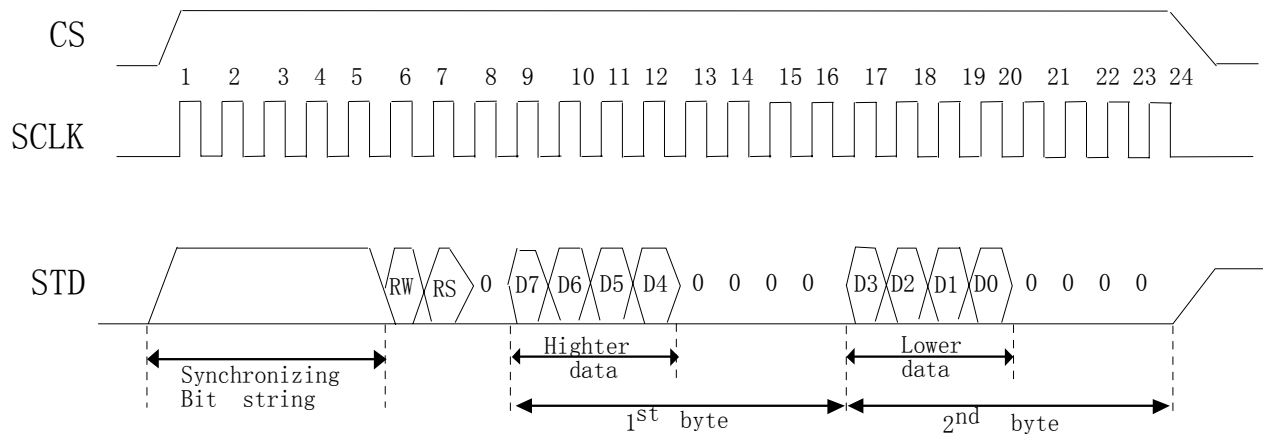 CS
1 2 3 4 5 6 7 8 9 10 11 12 13 14 15 16 17 18 19 20 21 22 23 24
SCLK
STD RW RS 0 D7 D6 D5 D4 0 0 0 0 D3 D2 D1 D0 0 0 0 0
Highter data
Lower data
Synchronizing
Bit string
1st byte
2nd byte